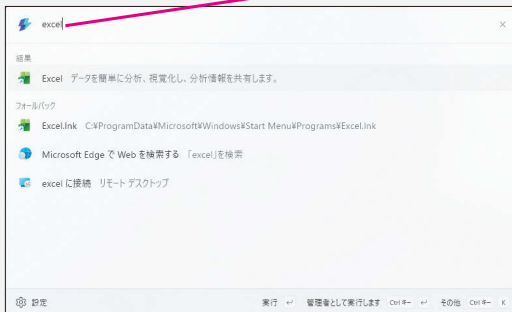 excel
結果
Excel データを簡単に分析、視覚化し、分析情報を共有します。
フォールバック
Excel.lnk C:¥ProgramData¥Microsoft¥Windows¥Start Menu¥Programs¥Excel.lnk
Microsoft Edge で Web を検索する 「excel」を検索
excel に接続 リモート デスクトップ
設定 実行 ↵ 管理者として実行します Ctrl キー ↵ その他 Ctrl キー K